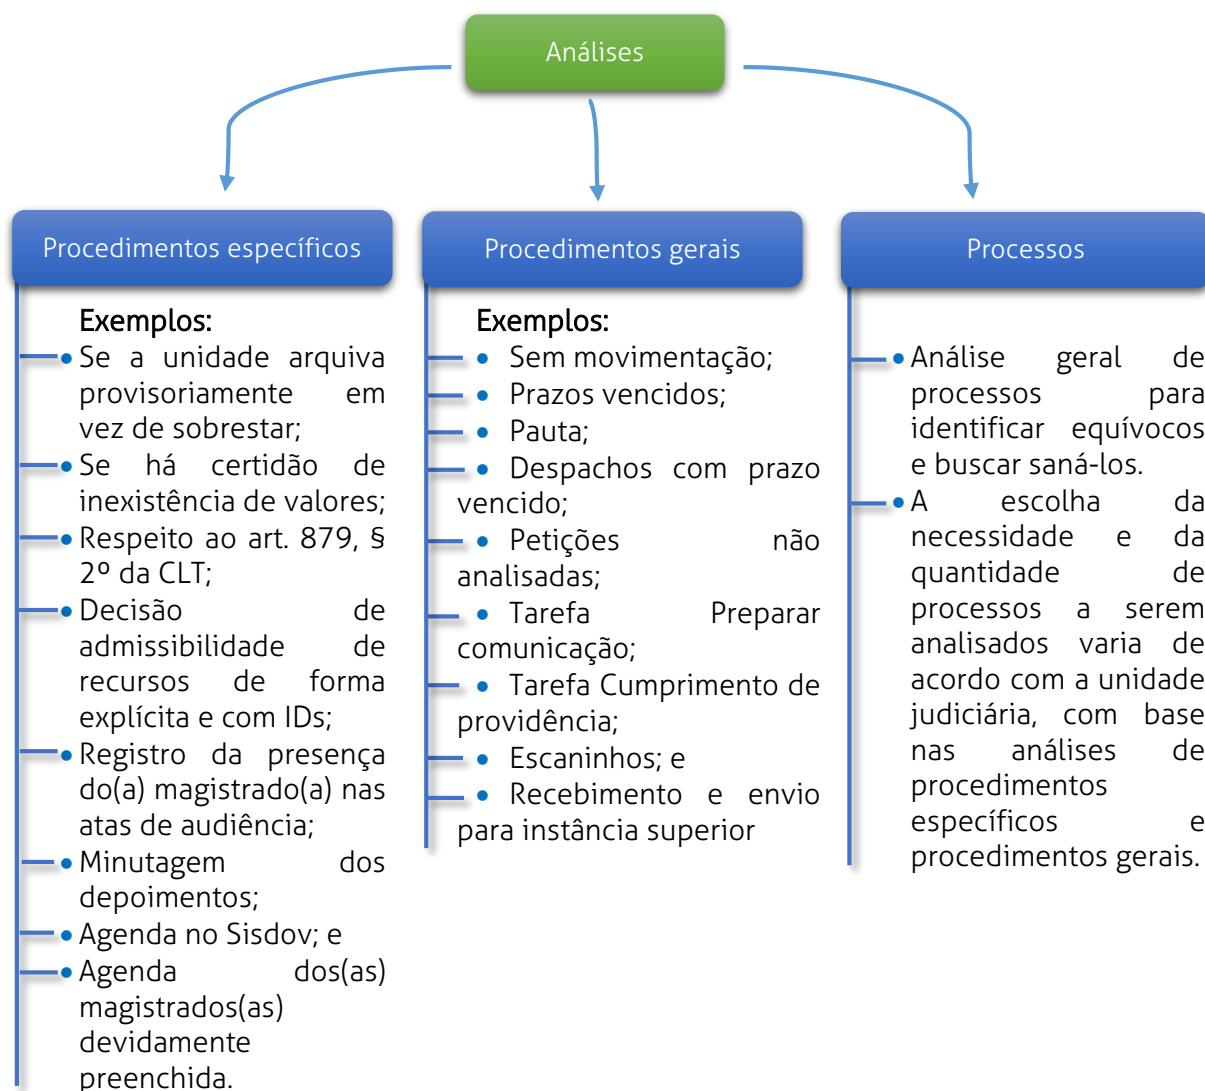 Análises
Procedimentos específicos
Exemplos:
• Se a unidade arquiva
provisoriamente em
vez de sobrestar;
• Se há certidão de
inexistência de valores;
• Respeito ao art. 879, §
2º da CLT;
• Decisão de
admissibilidade de
recursos de forma
explícita e com IDs;
• Registro da presença
do(a) magistrado(a) nas
atas de audiência;
• Minutagem dos
depoimentos;
• Agenda no Sisdov; e
• Agenda dos(as)
magistrados(as)
devidamente
preenchida.
Procedimentos gerais
Exemplos:
• Sem movimentação;
• Prazos vencidos;
• Pauta;
• Despachos com prazo
vencido;
• Petições não
analisadas;
• Tarefa Preparar
comunicação;
• Tarefa Cumprimento de
providência;
• Escaninhos; e
• Recebimento e envio
para instância superior
Processos
• Análise geral de
processos para
identificar equívocos
e buscar saná-los.
• A escolha da
necessidade e da
quantidade de
processos a serem
analisados varia de
acordo com a unidade
judiciária, com base
nas análises de
procedimentos
específicos e
procedimentos gerais.